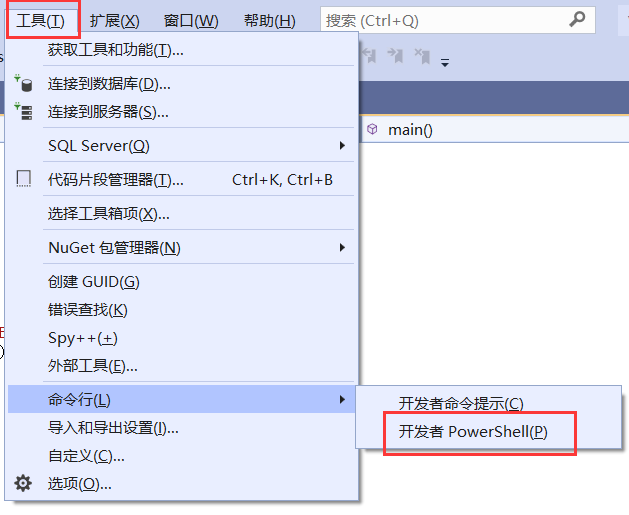 工具(T) 扩展(X) 窗口(W) 帮助(H) 搜索 (Ctrl+Q)
获取工具和功能(T)...
连接到数据库(D)...
连接到服务器(S)...
main()
SQL Server(Q)
代码片段管理器(T)... Ctrl+K, Ctrl+B
选择工具箱项(X)...
NuGet 包管理器(N)
创建 GUID(G)
错误查找(K)
Spy++(+)
外部工具(E)...
命令行(L)
开发者命令提示(C)
导入和导出设置(I)...
开发者 PowerShell(P)
自定义(C)...
选项(O)...